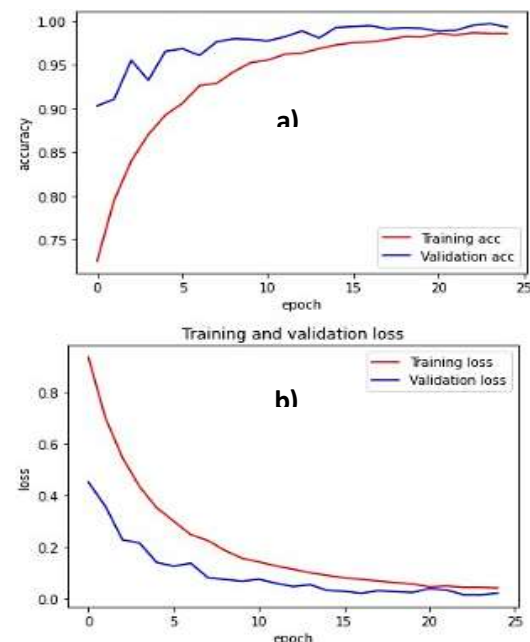 1.00
0.95
0.90
0.85
0.80
0.75
accuracy
a)
Training acc
Validation acc
0 5 10 15 20 25
epoch
Training and validation loss
0.8
0.6
0.4
0.2
0.0
loss
b)
Training loss
Validation loss
0 5 10 15 20 25
epoch